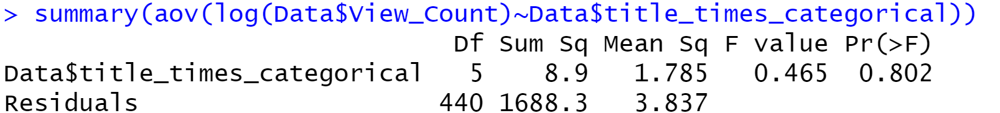 > summary(aov(log(Data$View_Count)~Data$title_times_categorical))
Df Sum Sq Mean Sq F value Pr(>F)
Data$title_times_categorical 5 8.9 1.785 0.465 0.802
Residuals 440 1688.3 3.837